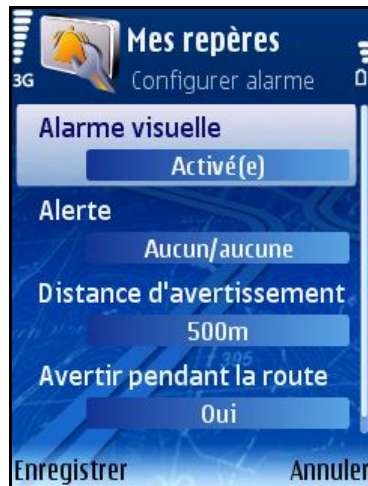 Mes repères
3G
Configurer alarme
Alarme visuelle
Activé(e)
Alerte
Aucun/aucune
Distance d'avertissement
500m
395
Avertir pendant la route
Oui
Enregistrer Annuler